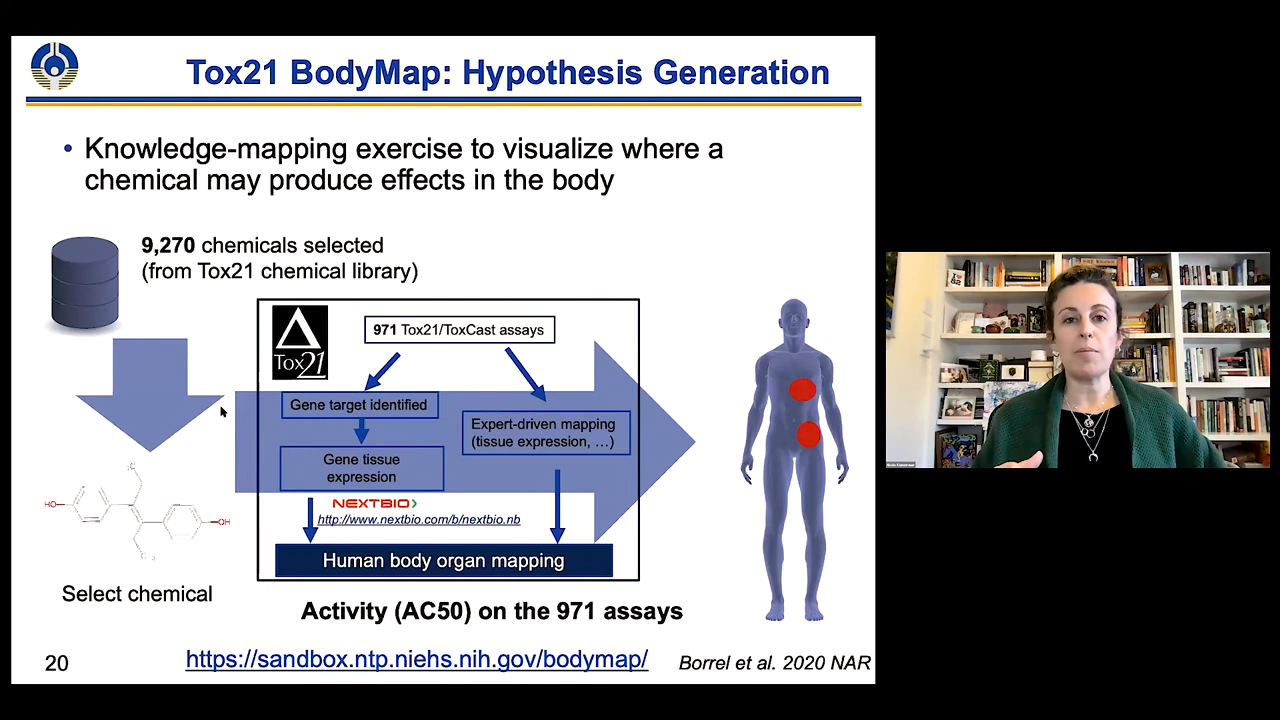 Tox21 BodyMap: Hypothesis Generation
• Knowledge-mapping exercise to visualize where a
chemical may produce effects in the body
9,270 chemicals selected
(from Tox21 chemical library)
Tox21
971 Tox21/ToxCast assays
Gene target identified
Expert-driven mapping
(tissue expression, …)
Gene tissue
expression
NEXTBIO
http://www.nextbio.com/b/nextbio.nb
Human body organ mapping
HO
OH
Select chemical
Activity (AC50) on the 971 assays
20
https://sandbox.ntp.niehs.nih.gov/bodymap/
Borrel et al. 2020 NAR